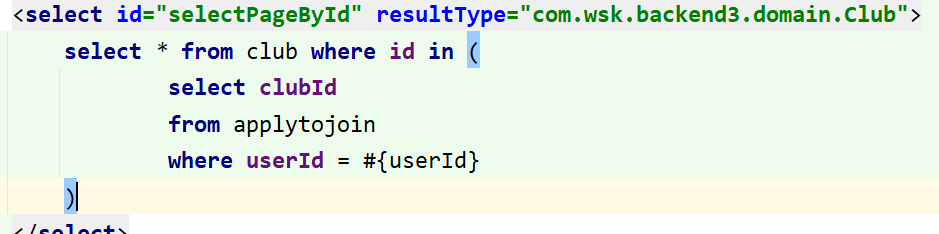 <select id="selectPageById" resultType="com.wsk.backend3.domain.Club">
select * from club where id in (
select clubId
from applytojoin
where userId = #{userId}
)
</select>